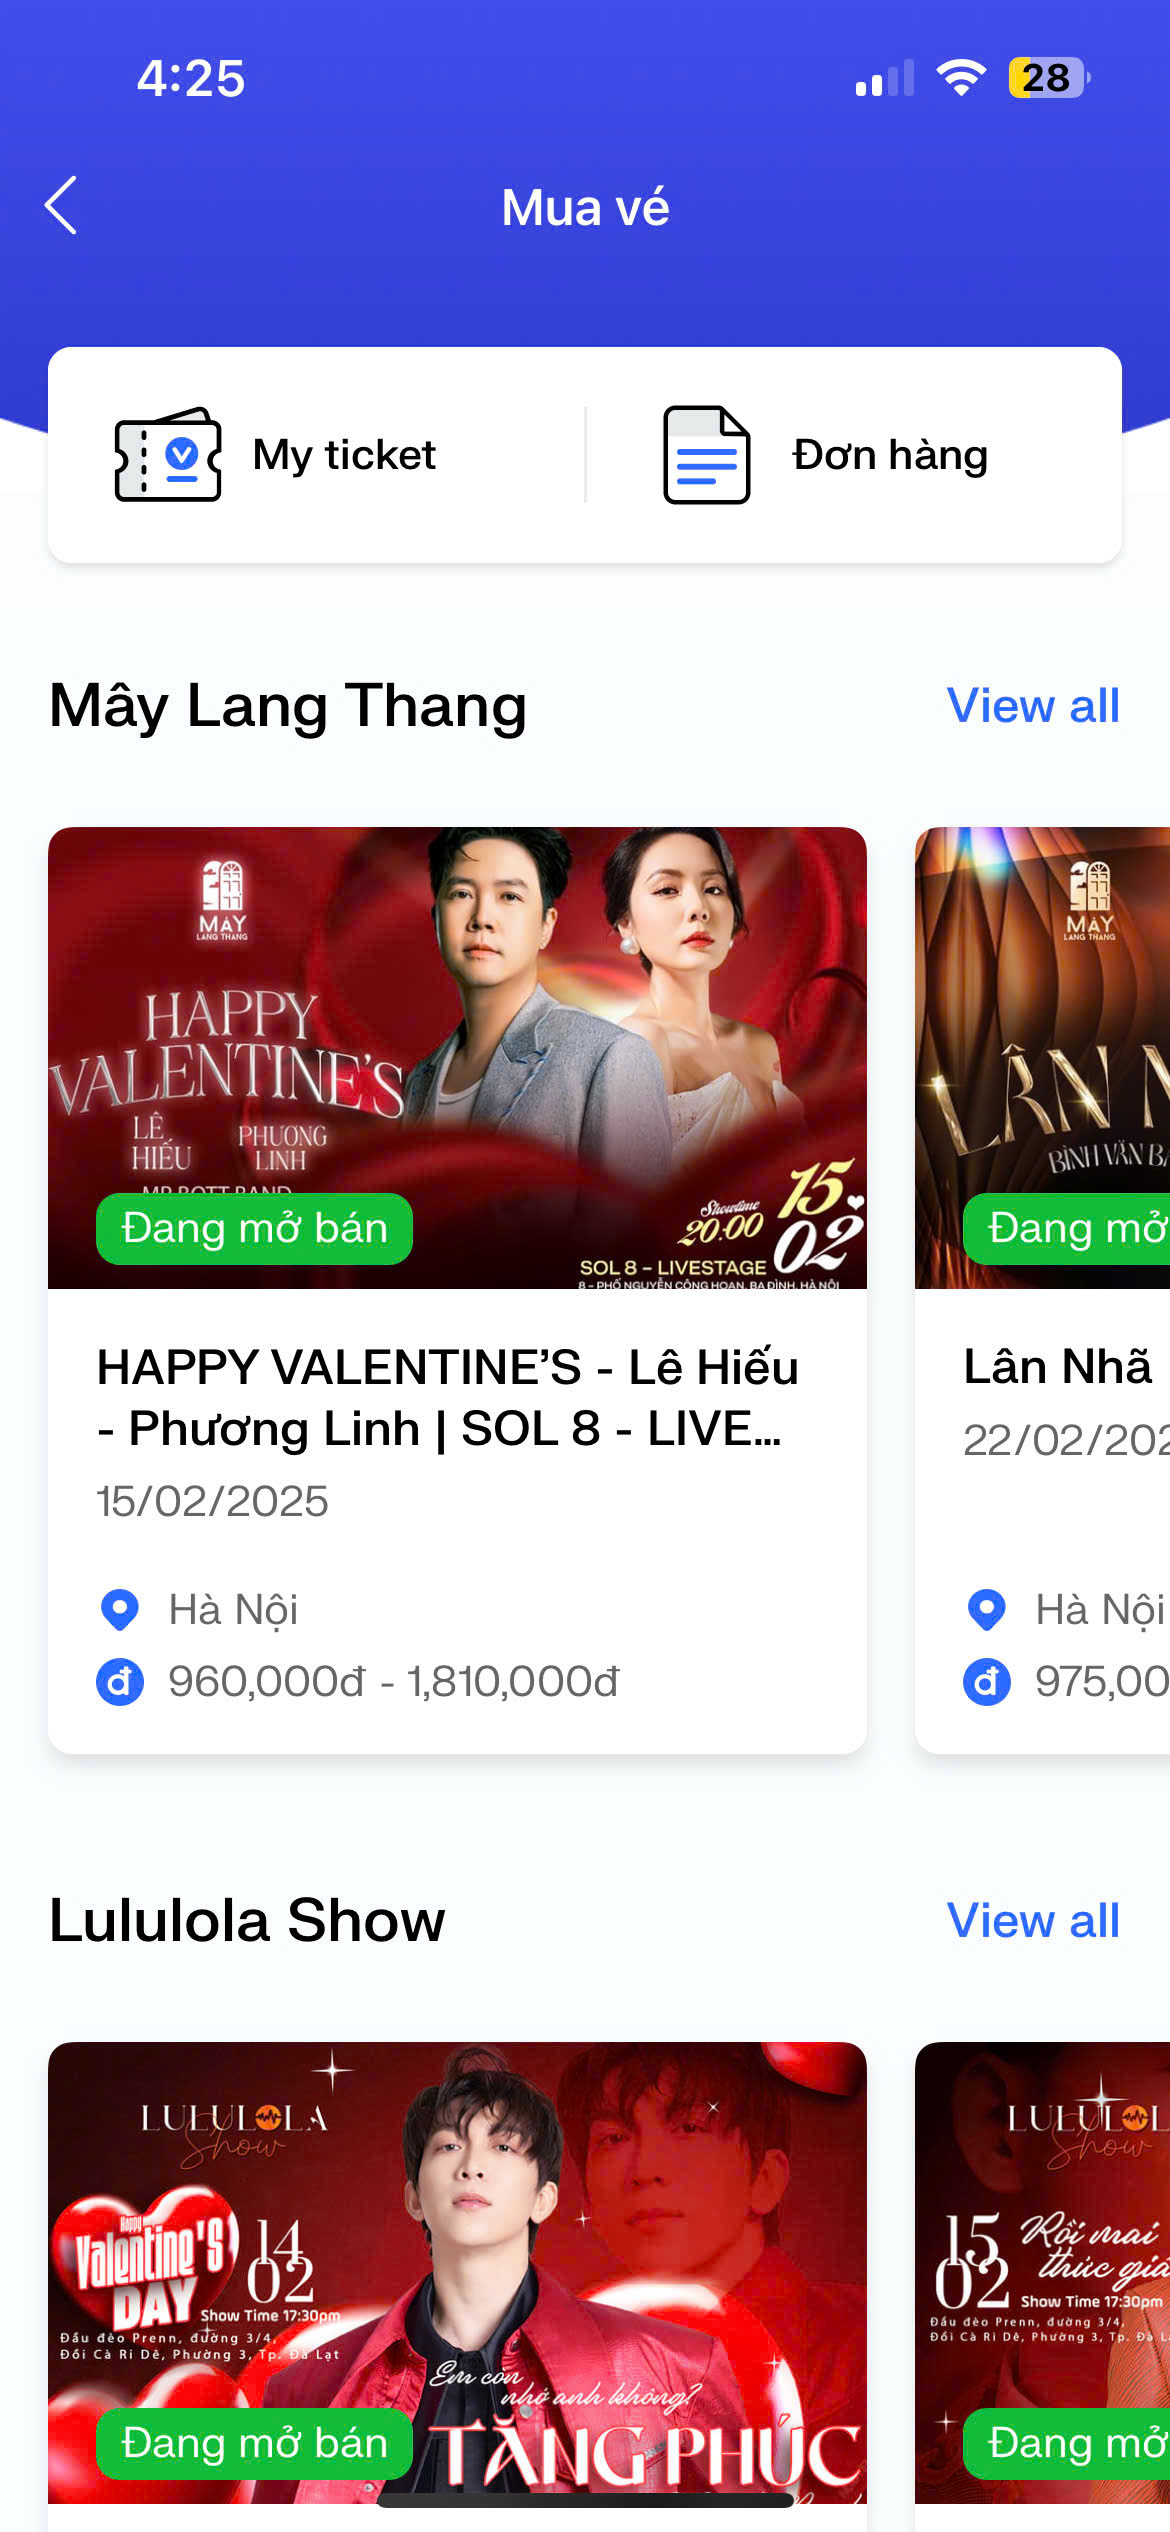 4:25
28
Mua vé
My ticket
Đơn hàng
Mây Lang Thang
View all
MÂY
LANG THANG
HAPPY
VALENTINE'S
LÊ
HIẾU
PHƯƠNG
LINH
MR.BOTT BAND
Đang mở bán
Showtime
20:00
15
02
SOL 8 – LIVESTAGE
8 – PHỐ NGUYỄN CÔNG HOAN, BA ĐÌNH, HÀ NỘI
HAPPY VALENTINE'S - Lê Hiếu
- Phương Linh | SOL 8 - LIVE...
15/02/2025
Hà Nội
960,000đ - 1,810,000đ
MÂY
LANG THANG
LÂN N
BÌNH VĂN BA
Đang mở
Lân Nhã
22/02/202
Hà Nội
975,00
Lululola Show
View all
LULULOLA
Show
Happy
Valentine's
DAY
14
02
Show Time 17:30pm
Đầu đèo Prenn, đường 3/4,
Đồi Cà Ri Dê, Phường 3, Tp. Đà Lạt
Em còn
nhớ anh không?
TĂNG PHÚC
Đang mở bán
LULULOL
Show
15
02
Rồi mai
thức giấ
Show Time 17:30pm
Đầu đèo Prenn, đường 3/4,
Đồi Cà Ri Dê, Phường 3, Tp. Đà L
Đang mở